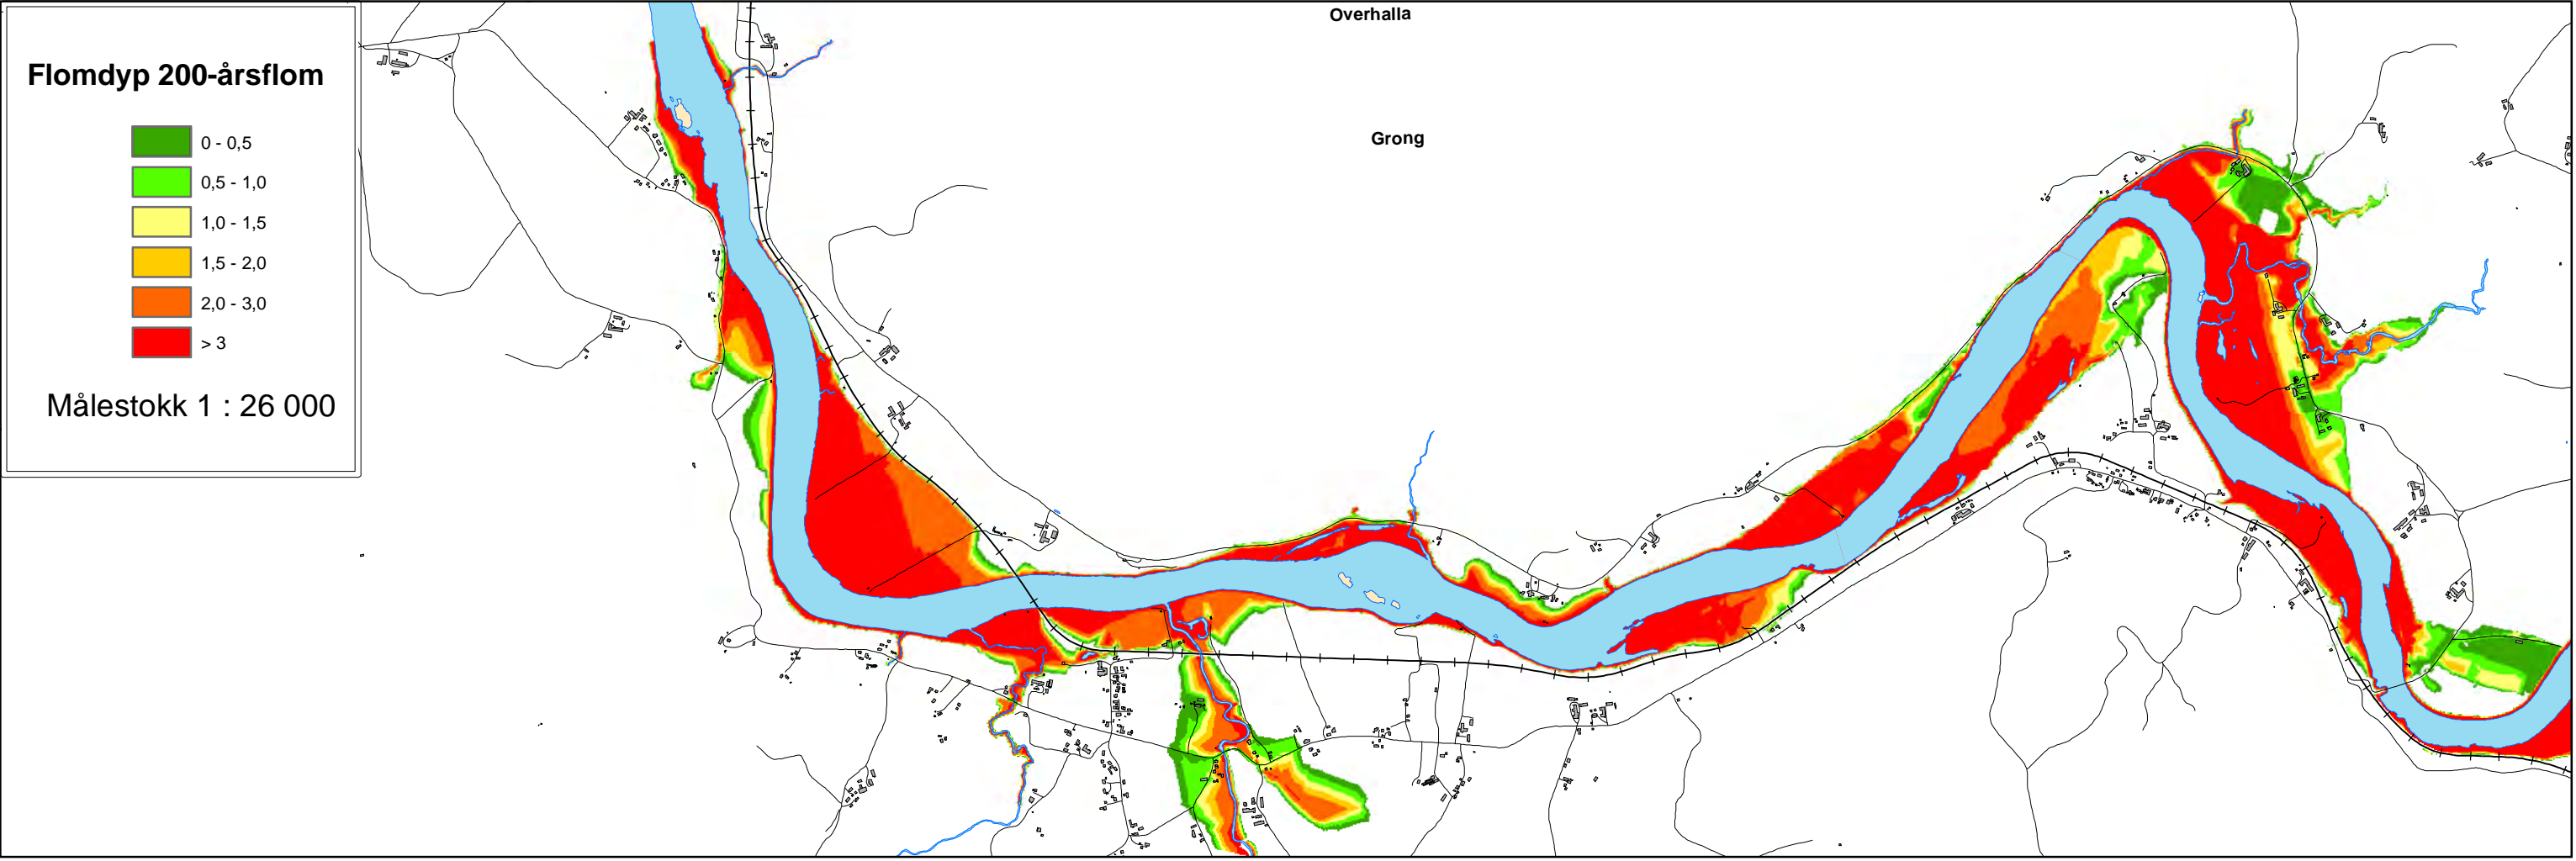 Flomdyp 200-årsflom
0 - 0,5
0,5 - 1,0
1,0 - 1,5
1,5 - 2,0
2,0 - 3,0
> 3
Målestokk 1 : 26 000
Overhalla
Grong